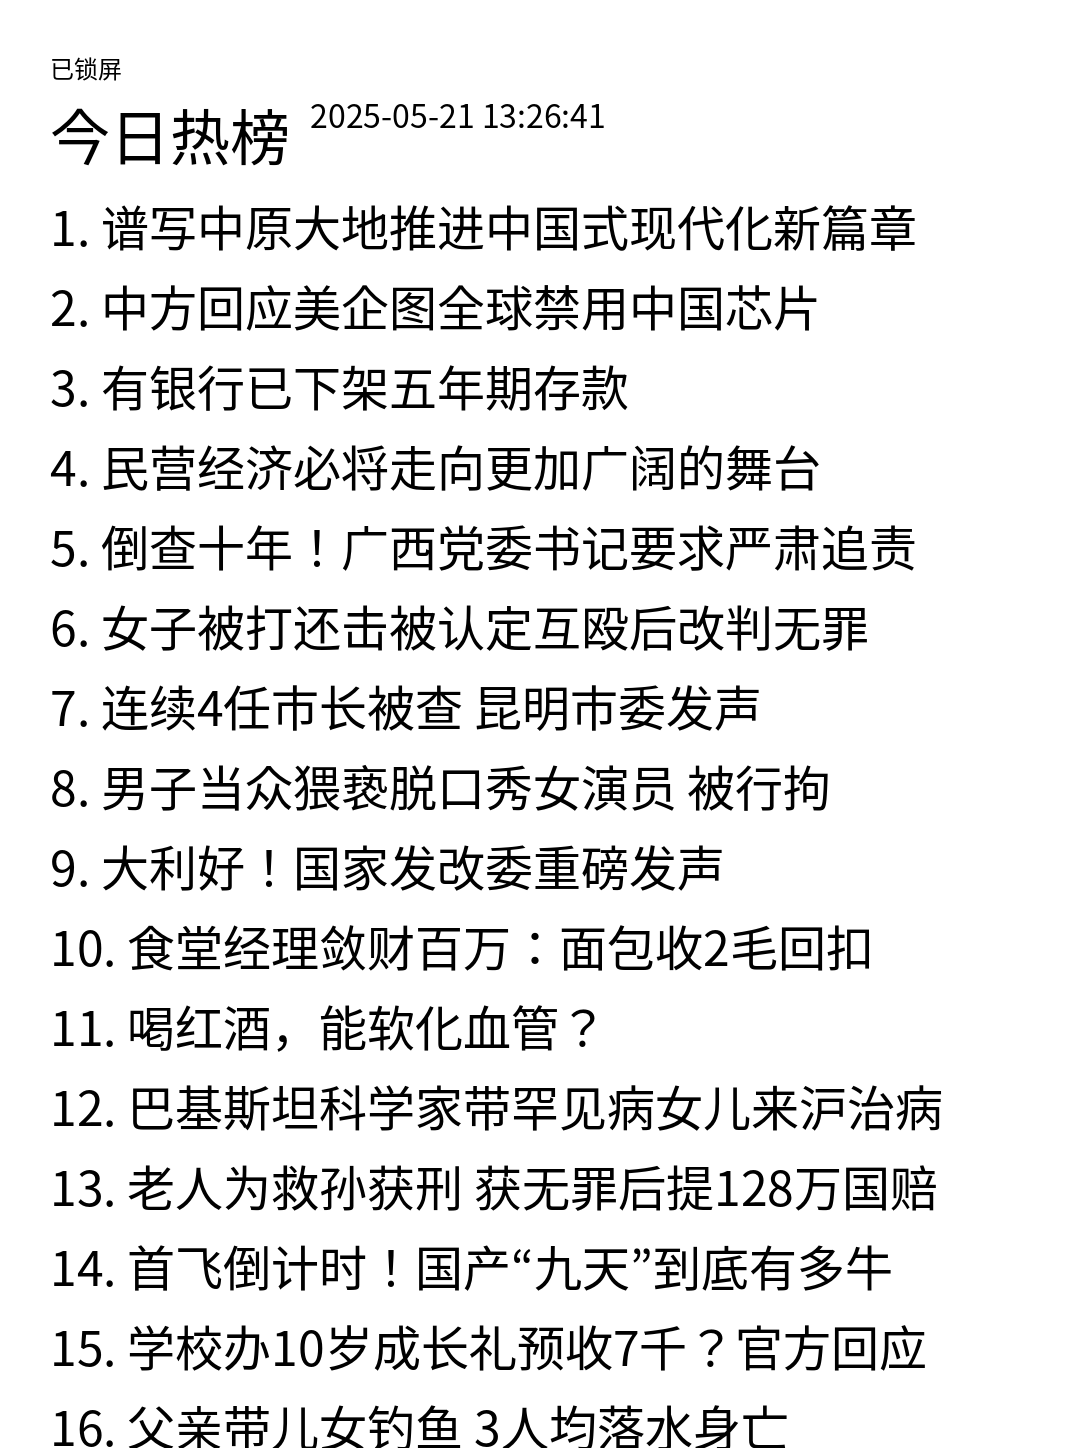 已锁屏
今日热榜 2025-05-21 13:26:41
1. 谱写中原大地推进中国式现代化新篇章
2. 中方回应美企图全球禁用中国芯片
3. 有银行已下架五年期存款
4. 民营经济必将走向更加广阔的舞台
5. 倒查十年！广西党委书记要求严肃追责
6. 女子被打还击被认定互殴后改判无罪
7. 连续4任市长被查 昆明市委发声
8. 男子当众猥亵脱口秀女演员 被行拘
9. 大利好！国家发改委重磅发声
10. 食堂经理敛财百万：面包收2毛回扣
11. 喝红酒，能软化血管？
12. 巴基斯坦科学家带罕见病女儿来沪治病
13. 老人为救孙获刑 获无罪后提128万国赔
14. 首飞倒计时！国产“九天”到底有多牛
15. 学校办10岁成长礼预收7千？官方回应
16. 父亲带儿女钓鱼 3人均落水身亡